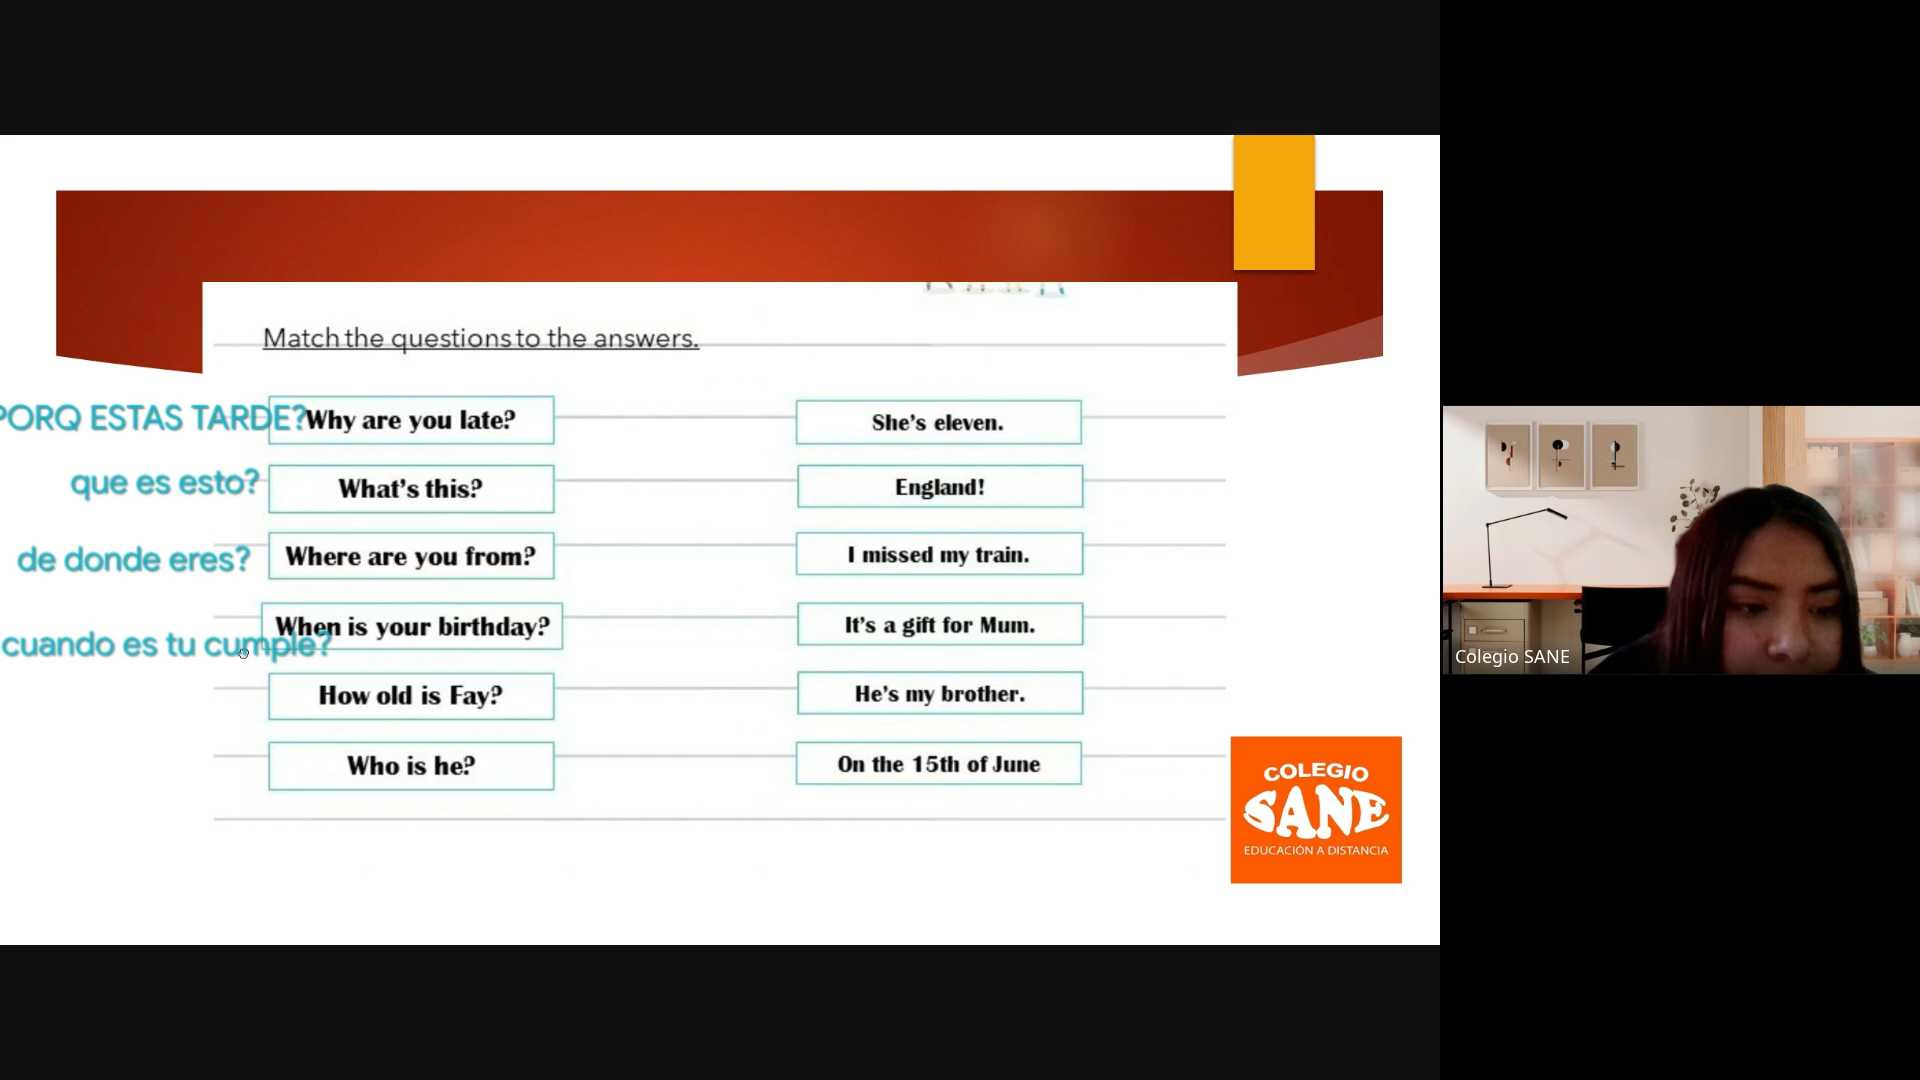 Match the questions to the answers.
PORQ ESTAS TARDE?
Why are you late?
She's eleven.
que es esto?
What's this?
England!
de donde eres?
Where are you from?
I missed my train.
cuando es tu cumple?
When is your birthday?
It's a gift for Mum.
How old is Fay?
He's my brother.
Who is he?
On the 15th of June
COLEGIO
SANE
EDUCACIÓN A DISTANCIA
Colegio SANE